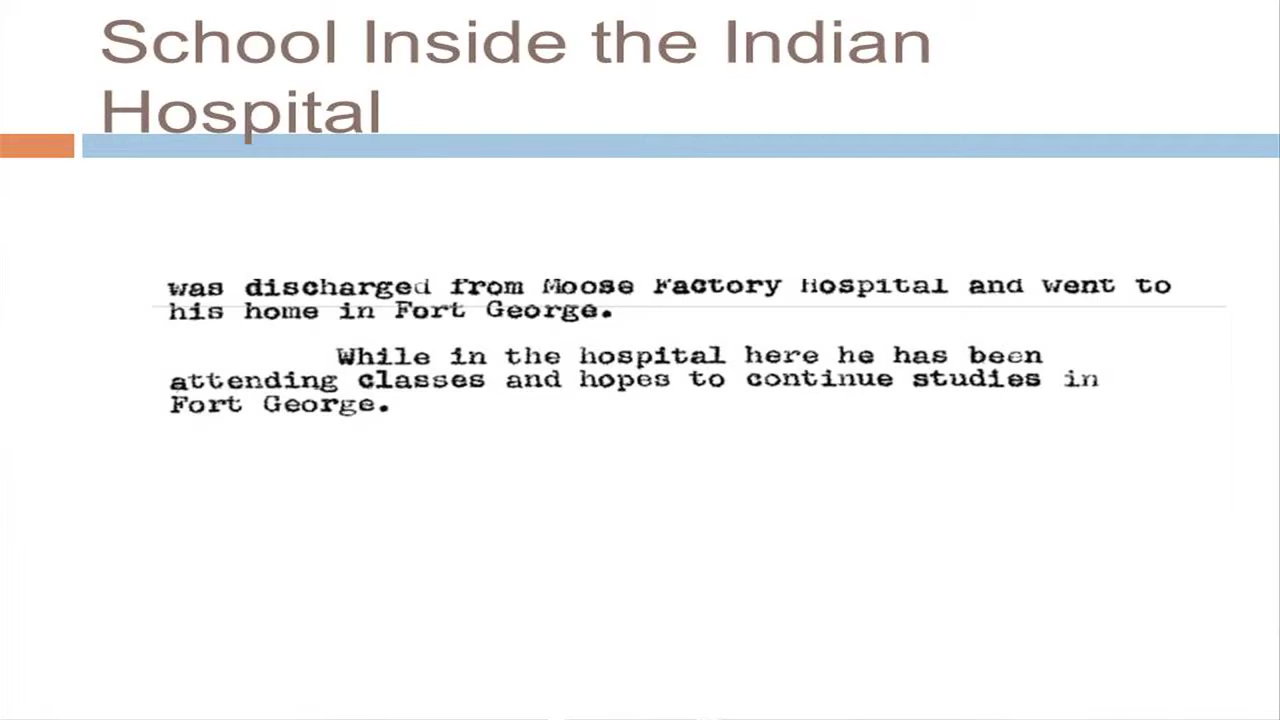 School Inside the Indian
Hospital
was discharged from Moose Factory Hospital and went to
his home in Fort George.
While in the hospital here he has been
attending classes and hopes to continue studies in
Fort George.